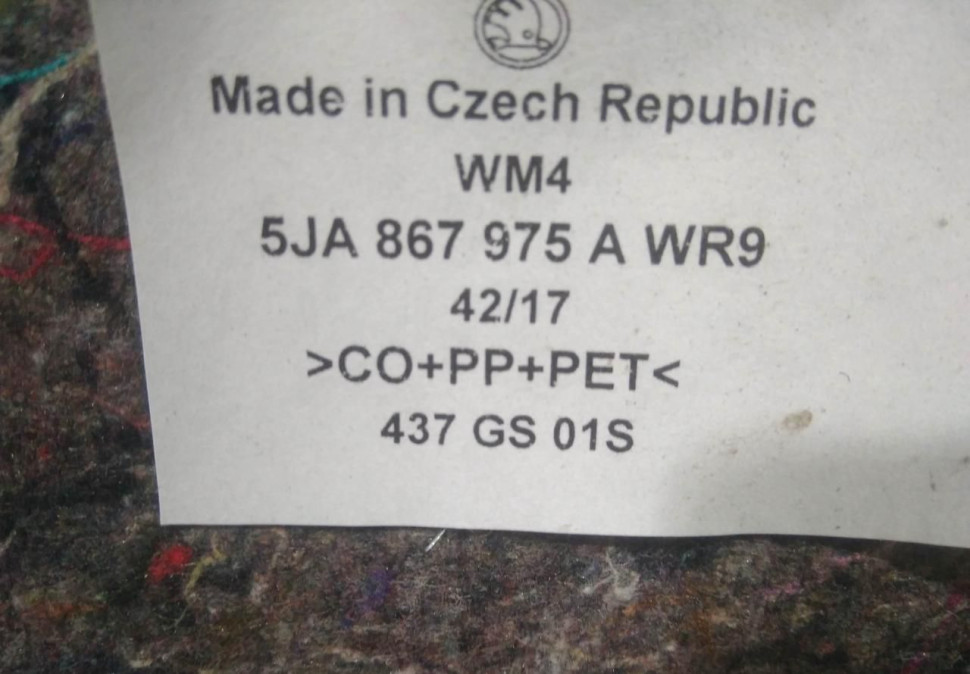 Made in Czech Republic
WM4
5JA 867 975 A WR9
42/17
>CO+PP+PET<
437 GS 01S